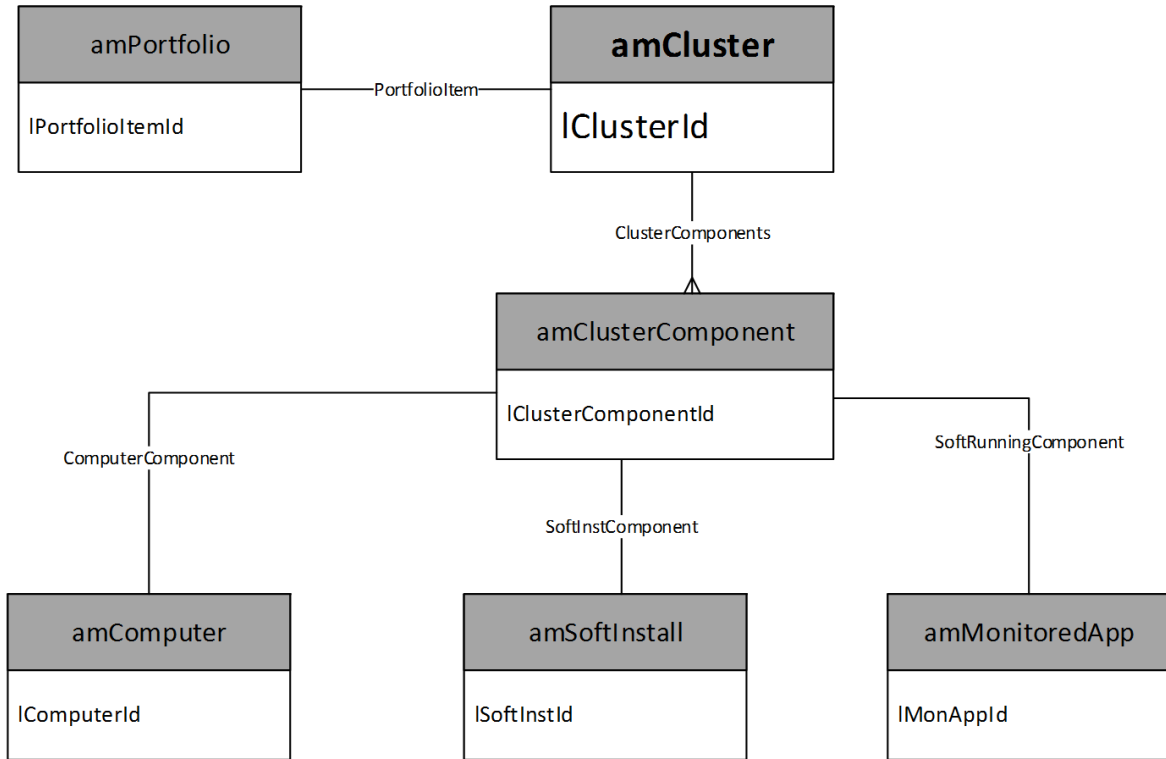 amPortfolio
lPortfolioItemId
PortfolioItem
amCluster
lClusterId
ClusterComponents
amClusterComponent
lClusterComponentId
ComputerComponent
SoftInstComponent
SoftRunningComponent
amComputer
lComputerId
amSoftInstall
lSoftInstId
amMonitoredApp
lMonAppId